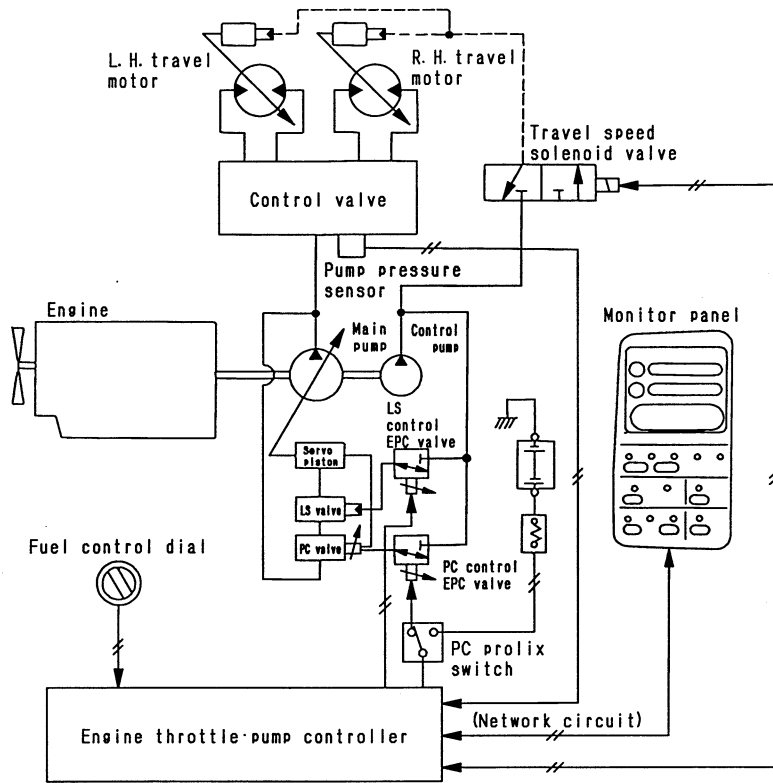 L. H. travel
motor
R. H. travel
motor
Travel speed
solenoid valve
Control valve
Pump pressure
sensor
Engine
Main
pump
Control
pump
Monitor panel
LS
control
EPC valve
Servo
piston
LS valve
PC valve
Fuel control dial
PC control
EPC valve
PC prolix
switch
(Network circuit)
Engine throttle·pump controller